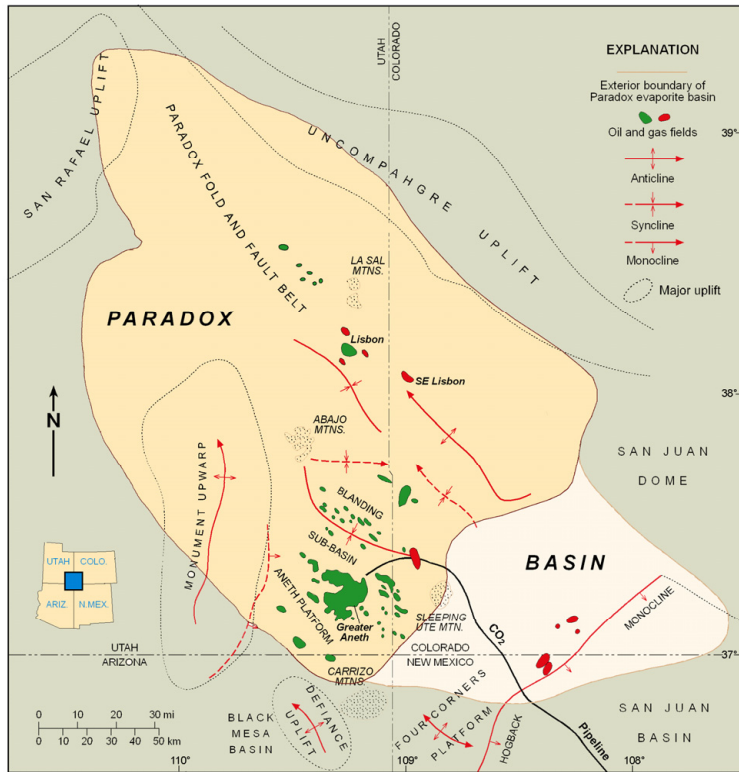 UTAH
COLORADO
EXPLANATION
Exterior boundary of
Paradox evaporite basin
Oil and gas fields
Anticline
Syncline
Monocline
Major uplift
39°
SAN RAFAEL UPLIFT
UNCOMPAHGRE UPLIFT
PARADOX FOLD AND FAULT BELT
LA SAL
MTNS.
PARADOX
Lisbon
SE Lisbon
38°
N
ABAJO
MTNS.
SAN JUAN
DOME
MONUMENT UPWARP
BLANDING
SUB-BASIN
BASIN
UTAH
COLO.
ARIZ.
N.MEX.
ANETH PLATFORM
Greater
Aneth
SLEEPING
UTE MTN.
CO2
MONOCLINE
37°
UTAH
ARIZONA
COLORADO
NEW MEXICO
CARRIZO
MTNS.
DEFIANCE
UPLIFT
BLACK
MESA
BASIN
FOUR CORNERS
PLATFORM
HOGBACK
Pipeline
SAN JUAN
BASIN
0 10 20 30 mi
0 10 20 30 40 50 km
110°
109°
108°